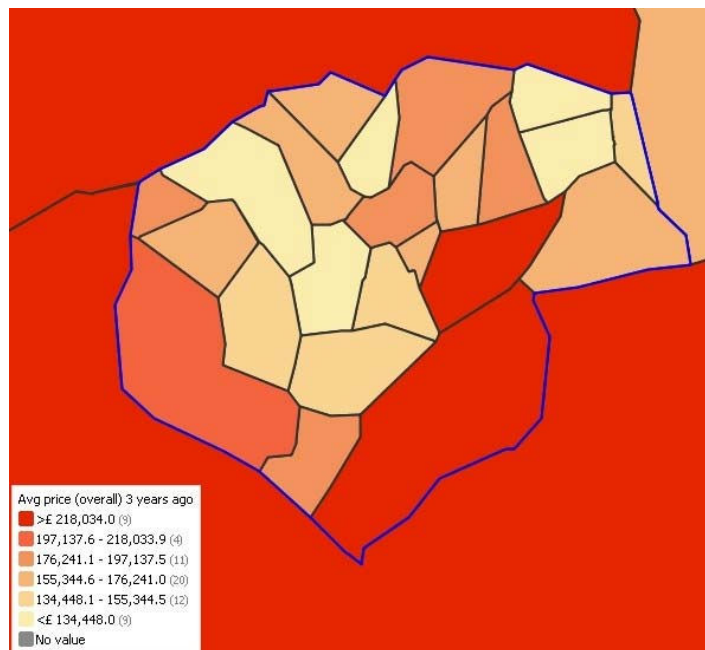 Avg price (overall) 3 years ago
>£ 218,034.0 (9)
197,137.6 - 218,033.9 (4)
176,241.1 - 197,137.5 (11)
155,344.6 - 176,241.0 (20)
134,448.1 - 155,344.5 (12)
<£ 134,448.0 (9)
No value